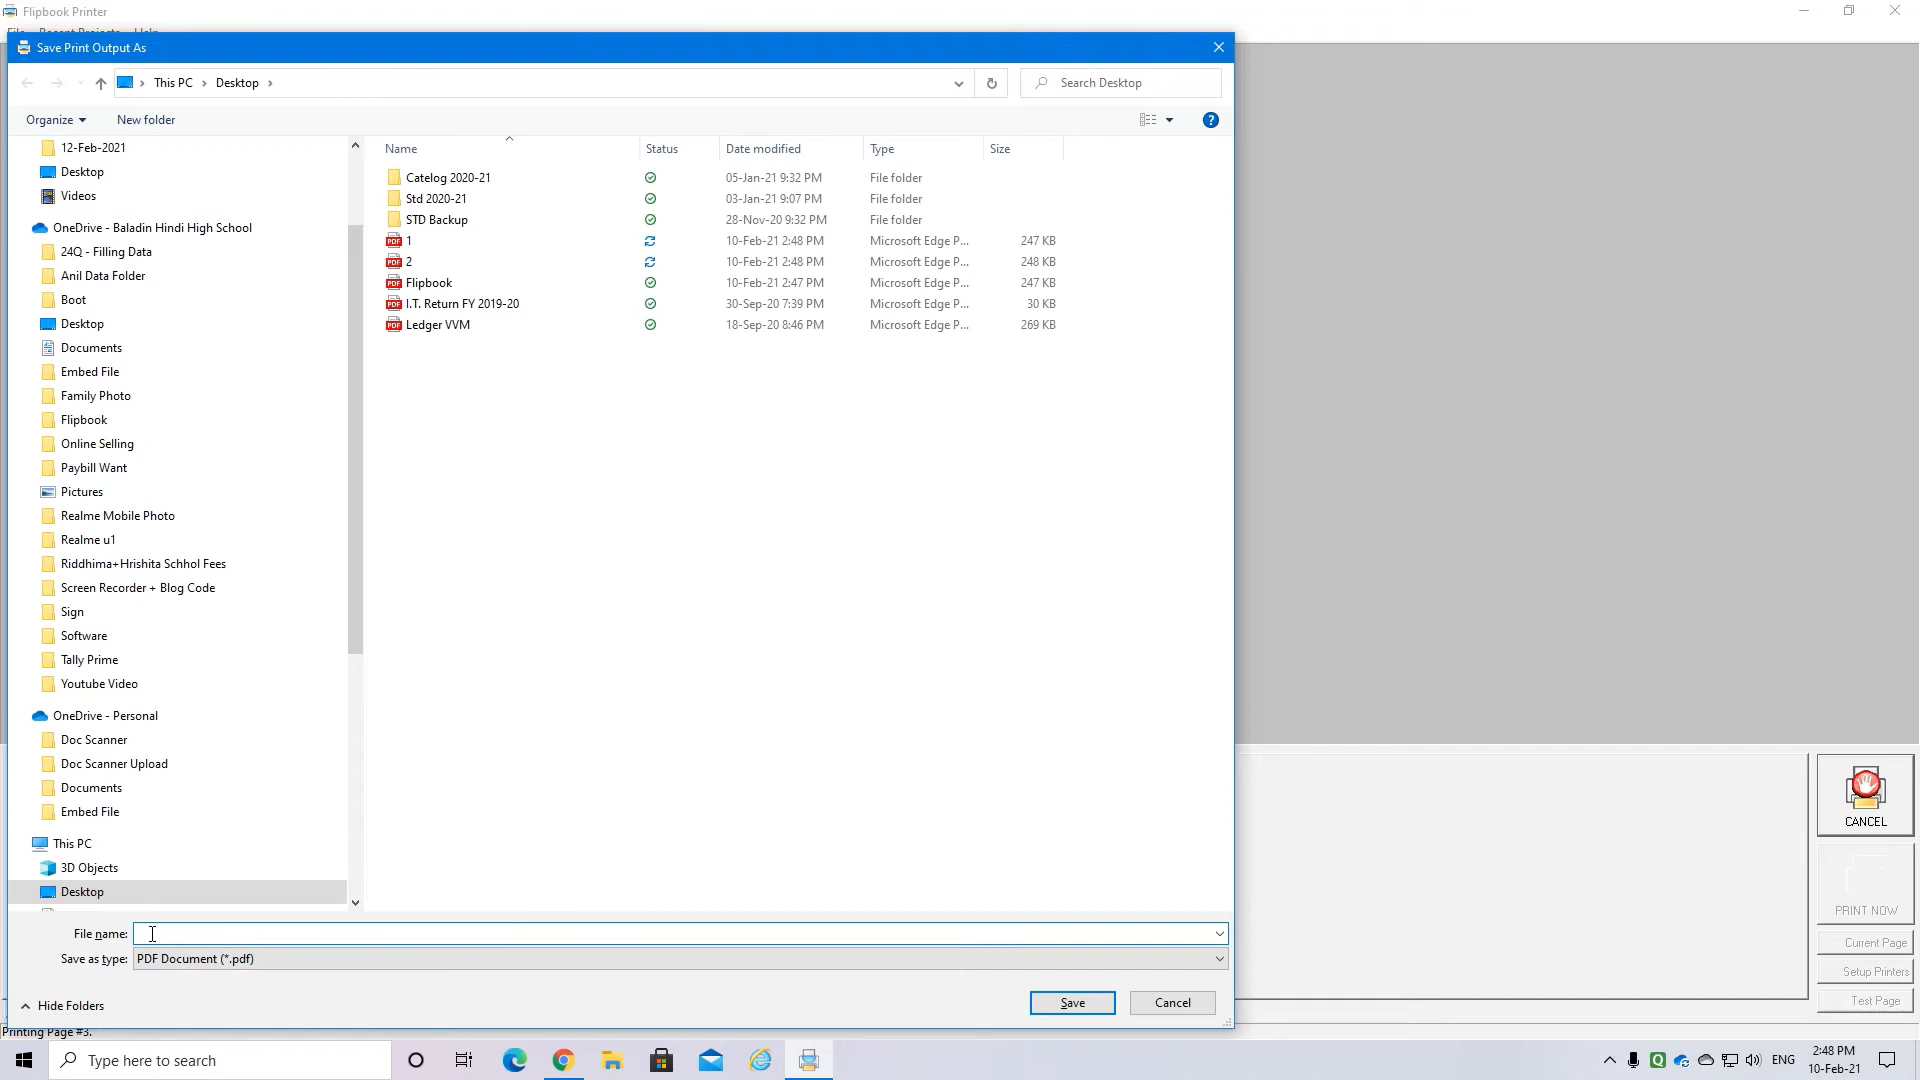 Flipbook Printer
File Recent Projects Help
Save Print Output As
This PC Desktop
Search Desktop
Organize New folder
Name Status Date modified Type Size
12-Feb-2021
Desktop
Videos
OneDrive - Baladin Hindi High School
24Q - Filling Data
Anil Data Folder
Boot
Desktop
Documents
Embed File
Family Photo
Flipbook
Online Selling
Paybill Want
Pictures
Realme Mobile Photo
Realme u1
Riddhima+Hrishita Schhol Fees
Screen Recorder + Blog Code
Sign
Software
Tally Prime
Youtube Video
OneDrive - Personal
Doc Scanner
Doc Scanner Upload
Documents
Embed File
This PC
3D Objects
Desktop
Catelog 2020-21 05-Jan-21 9:32 PM File folder
Std 2020-21 03-Jan-21 9:07 PM File folder
STD Backup 28-Nov-20 9:32 PM File folder
PDF 1 10-Feb-21 2:48 PM Microsoft Edge P... 247 KB
PDF 2 10-Feb-21 2:48 PM Microsoft Edge P... 248 KB
PDF Flipbook 10-Feb-21 2:47 PM Microsoft Edge P... 247 KB
PDF I.T. Return FY 2019-20 30-Sep-20 7:39 PM Microsoft Edge P... 30 KB
PDF Ledger VVM 18-Sep-20 8:46 PM Microsoft Edge P... 269 KB
File name:
Save as type: PDF Document (*.pdf)
Hide Folders
Save Cancel
CANCEL
PRINT NOW
Current Page
Setup Printers
Test Page
Printing Page #3.
Type here to search
ENG
2:48 PM
10-Feb-21